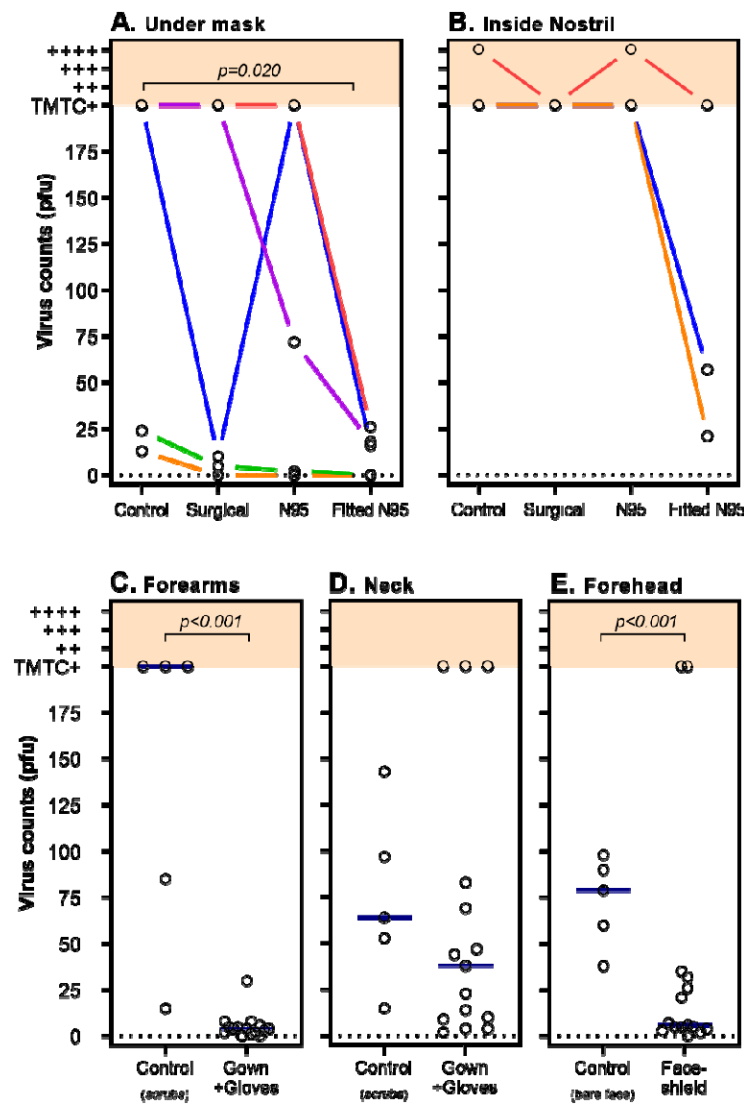 A. Under mask
B. Inside Nostril
++++
+++
++
TMTC+
175
150
125
100
75
50
25
0
Virus counts (pfu)
p=0.020
Control Surgical N95 Fitted N95
Control Surgical N95 Fitted N95
C. Forearms
D. Neck
E. Forehead
++++
+++
++
TMTC+
175
150
125
100
75
50
25
0
Virus counts (pfu)
p<0.001
p<0.001
Control
(scrubs)
Gown
+Gloves
Control
(scrubs)
Gown
+Gloves
Control
(bare face)
Face-
shield